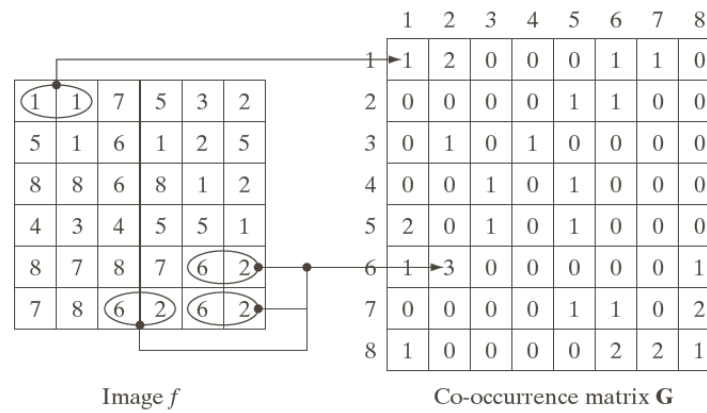 1 2 3 4 5 6 7 8
1 1 2 0 0 0 1 1 0
1 1 7 5 3 2
2 0 0 0 0 1 1 0 0
5 1 6 1 2 5
3 0 1 0 1 0 0 0 0
8 8 6 8 1 2
4 0 0 1 0 1 0 0 0
4 3 4 5 5 1
5 2 0 1 0 1 0 0 0
8 7 8 7 6 2
6 1 3 0 0 0 0 0 1
7 8 6 2 6 2
7 0 0 0 0 1 1 0 2
8 1 0 0 0 0 2 2 1
Image f
Co-occurrence matrix G